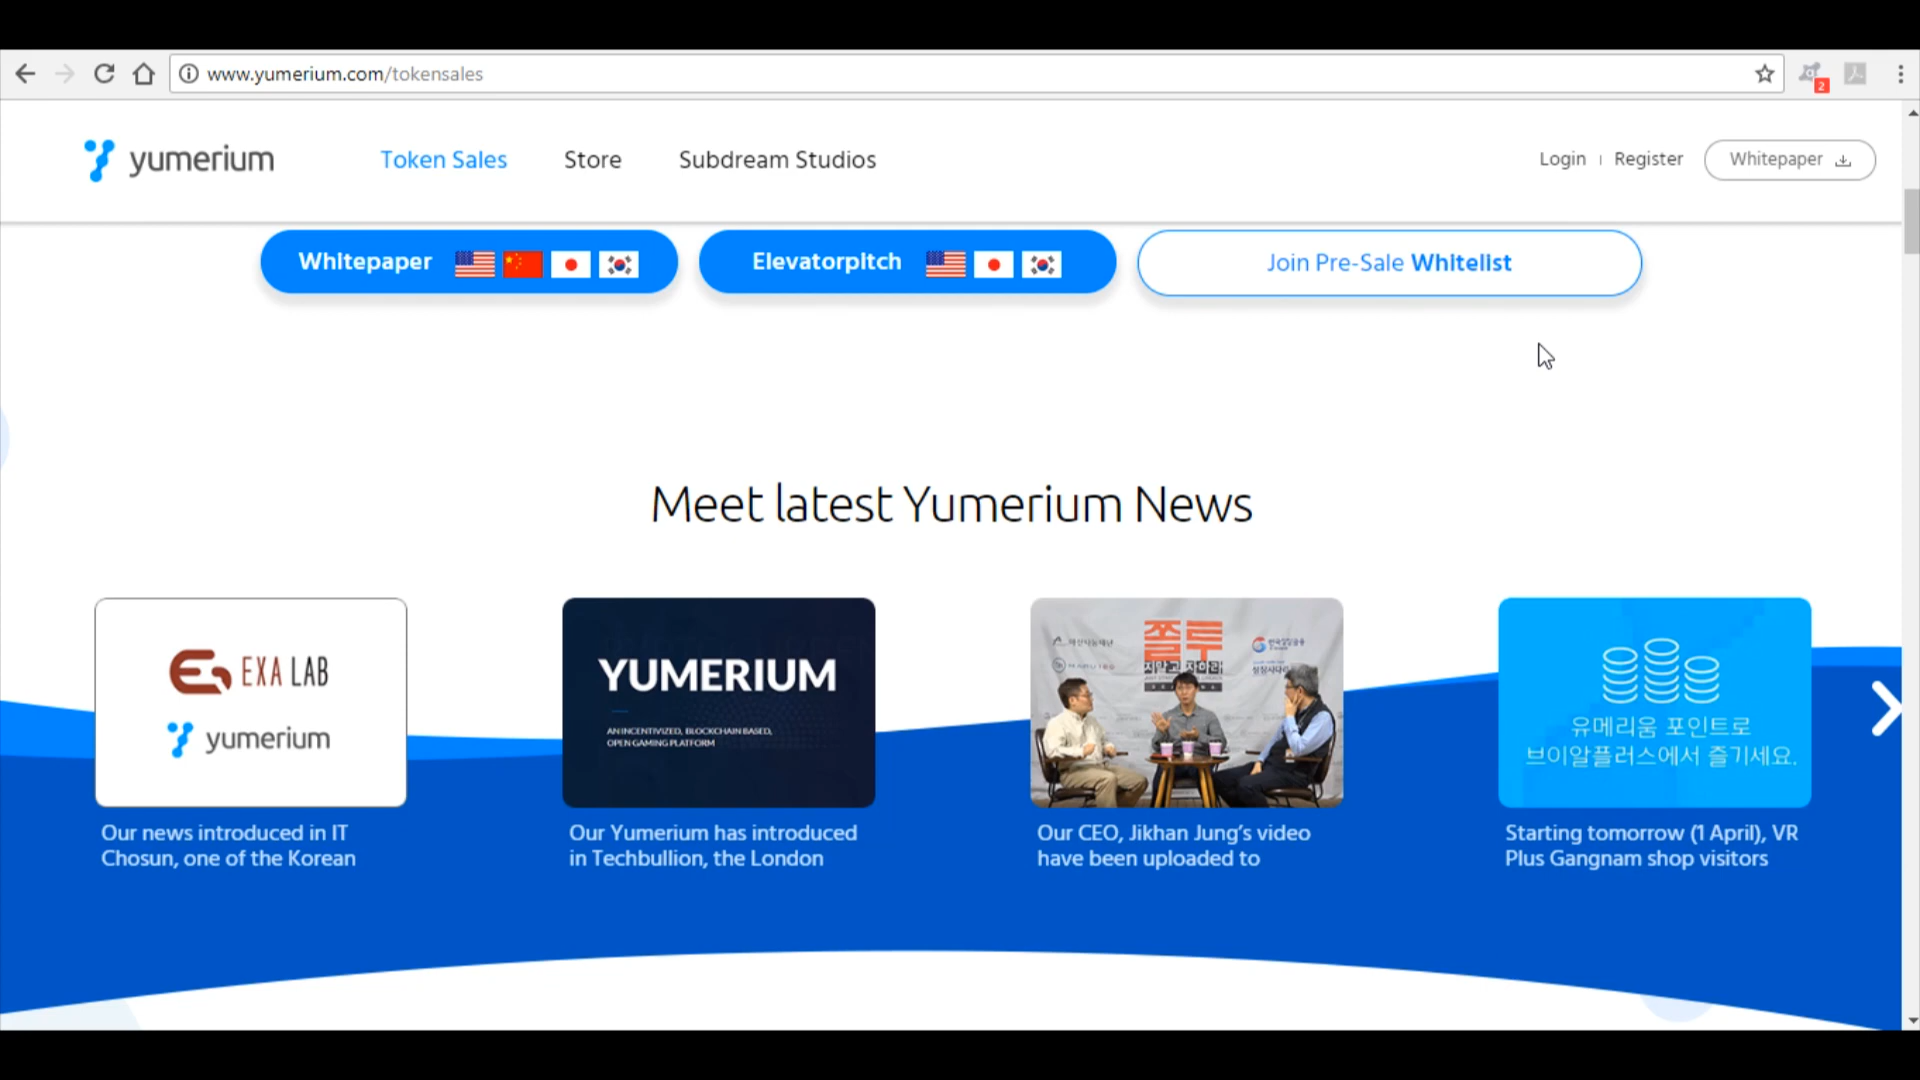 www.yumerium.com/tokensales
2
yumerium
Token Sales
Store
Subdream Studios
Login
Register
Whitepaper
Whitepaper
Elevatorpitch
Join Pre-Sale Whitelist
Meet latest Yumerium News
EXA LAB
yumerium
YUMERIUM
AN INCENTIVIZED, BLOCKCHAIN BASED,
OPEN GAMING PLATFORM
쫄투
유메리움 포인트로
브이알플러스에서 즐기세요.
Our news introduced in IT
Chosun, one of the Korean
Our Yumerium has introduced
in Techbullion, the London
Our CEO, Jikhan Jung’s video
have been uploaded to
Starting tomorrow (1 April), VR
Plus Gangnam shop visitors